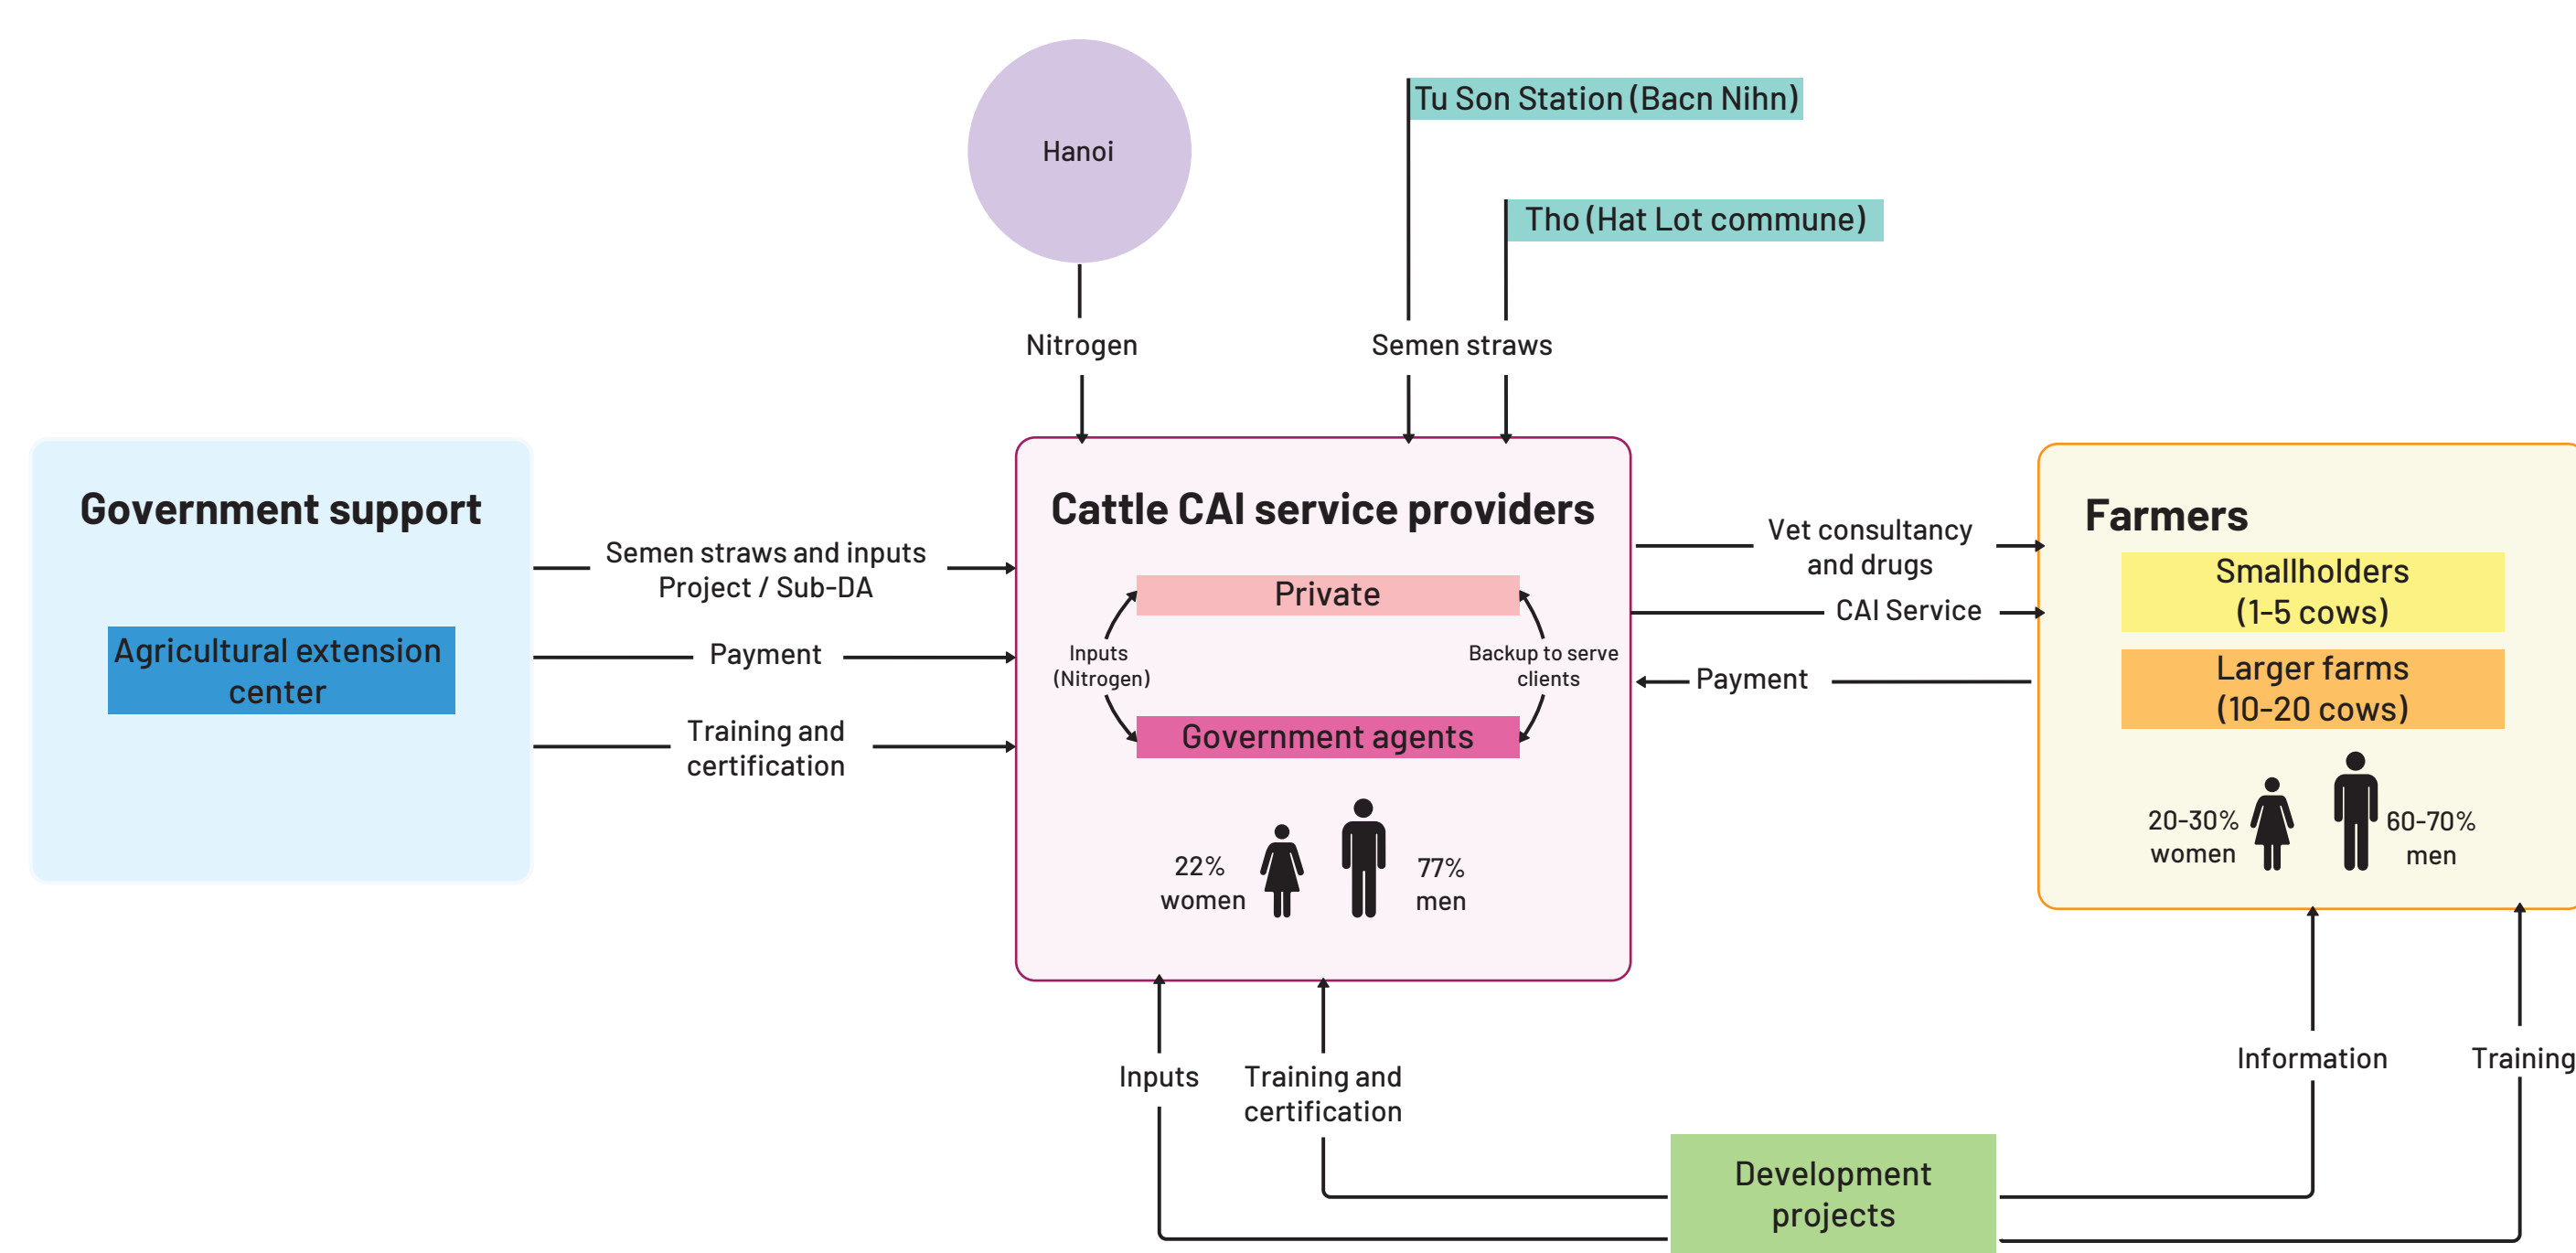 Hanoi
Tu Son Station (Bacn Nihn)
Tho (Hat Lot commune)
Nitrogen
Semen straws
Government support
Agricultural extension
center
Semen straws and inputs
Project / Sub-DA
Payment
Training and
certification
Cattle CAI service providers
Private
Inputs
(Nitrogen)
Backup to serve
clients
Government agents
22%
women
77%
men
Vet consultancy
and drugs
CAI Service
Payment
Farmers
Smallholders
(1-5 cows)
Larger farms
(10-20 cows)
20-30%
women
60-70%
men
Inputs
Training and
certification
Information
Training
Development
projects